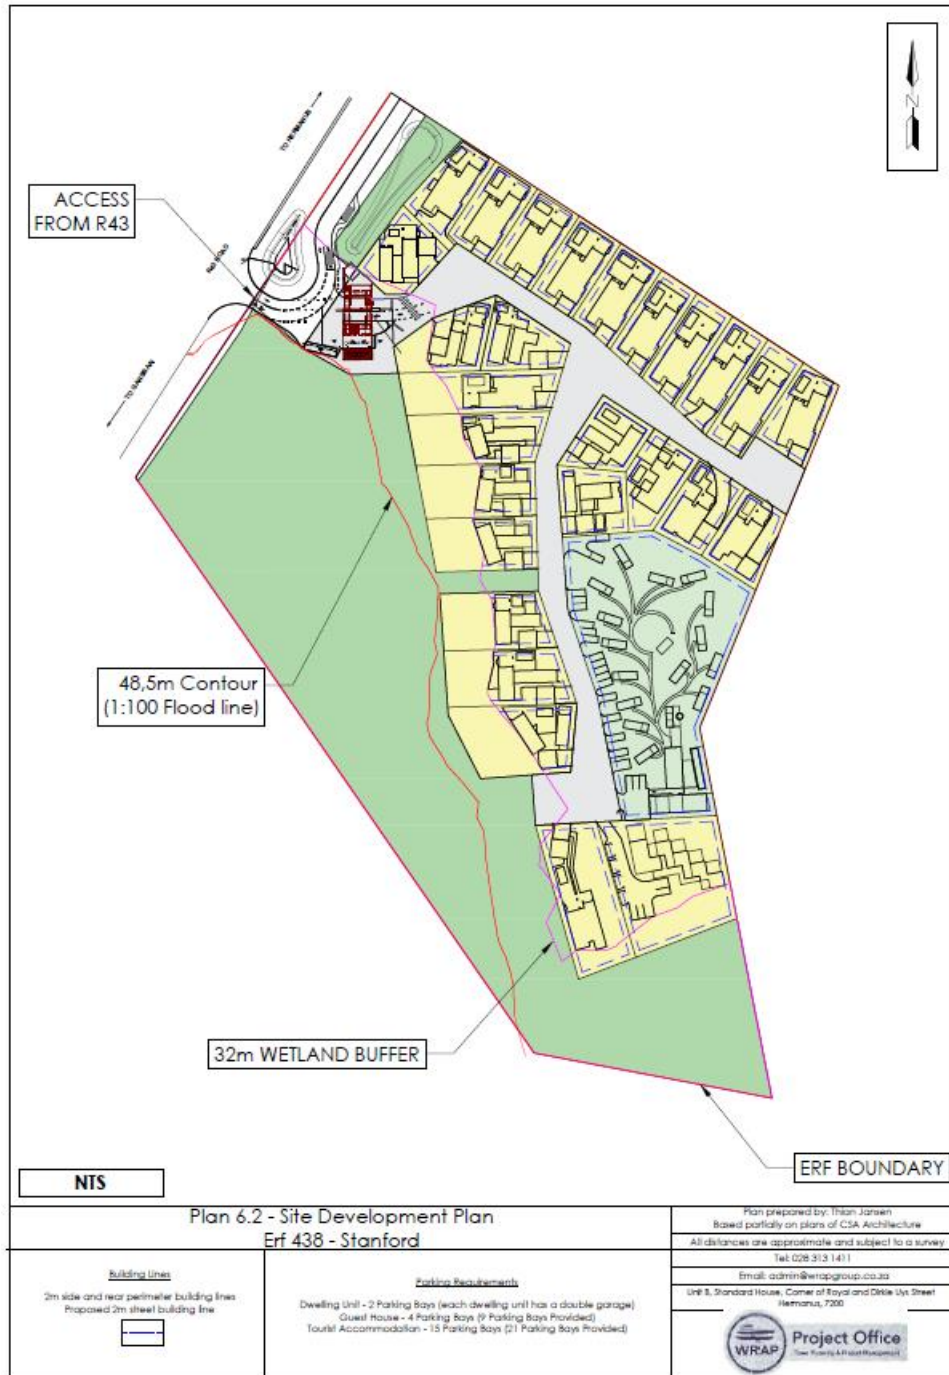 N
TO HERMANUS
ACCESS
FROM R43
R43 ROAD
48,5m Contour
(1:100 Flood line)
32m WETLAND BUFFER
ERF BOUNDARY
NTS
Plan 6.2 - Site Development Plan
Erf 438 - Stanford
Plan prepared by: Thian Jansen
Based partially on plans of CSA Architecture
All distances are approximate and subject to a survey
Tel: 028 313 1411
Email: admin@wrapgroup.co.za
Unit B, Standard House, Corner of Royal and Dirkie Uys Street
Hermanus, 7200
Building Lines
2m side and rear perimeter building lines
Proposed 2m street building line
Parking Requirements
Dwelling Unit - 2 Parking Bays (each dwelling unit has a double garage)
Guest House - 4 Parking Bays (9 Parking Bays Provided)
Tourist Accommodation - 15 Parking Bays (21 Parking Bays Provided)
WRAP
Project Office
Town Planning & Project Management